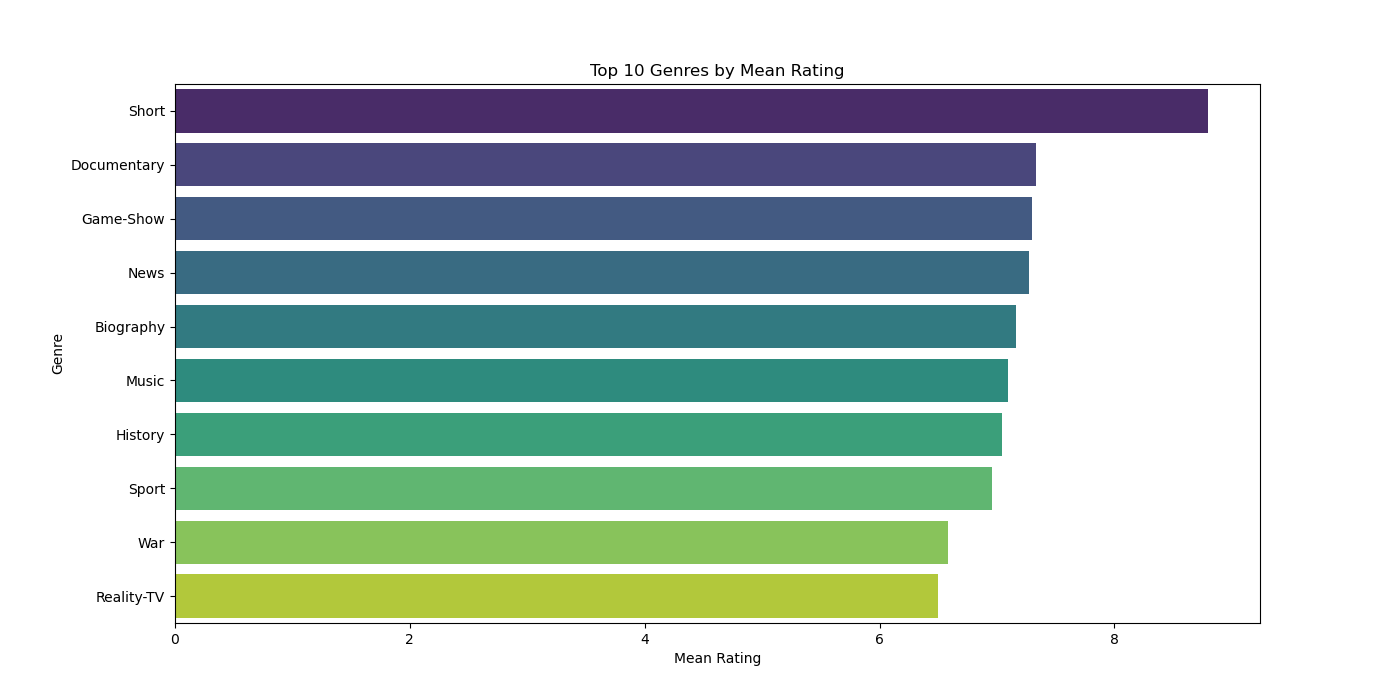 Top 10 Genres by Mean Rating
Short
Documentary
Game-Show
News
Biography
Music
History
Sport
War
Reality-TV
Genre
0 2 4 6 8
Mean Rating